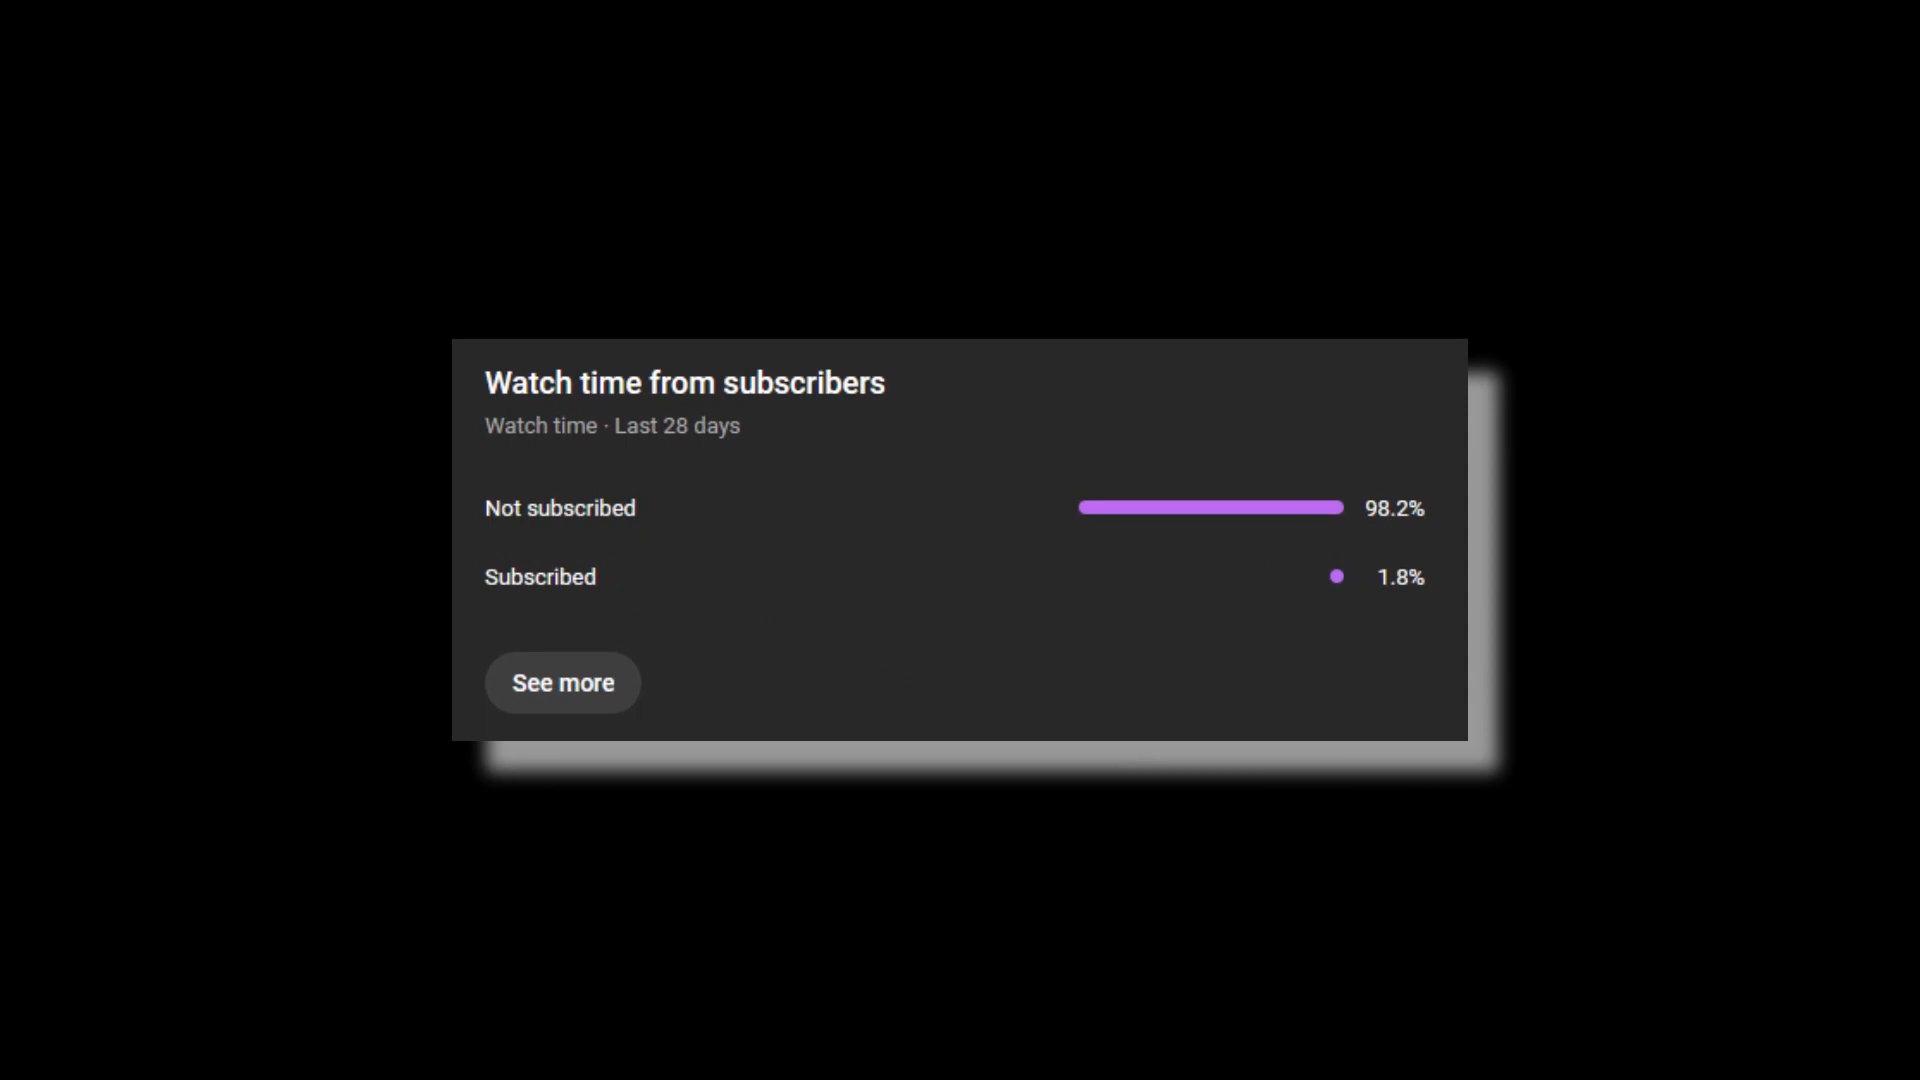 Watch time from subscribers
Watch time · Last 28 days
Not subscribed 98.2%
Subscribed 1.8%
See more